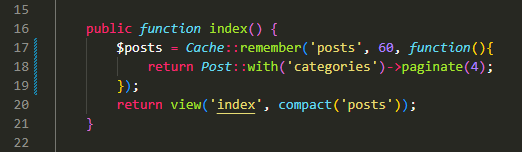 15
16 public function index() {
17 $posts = Cache::remember('posts', 60, function(){
18 return Post::with('categories')->paginate(4);
19 });
20 return view('index', compact('posts'));
21 }
22